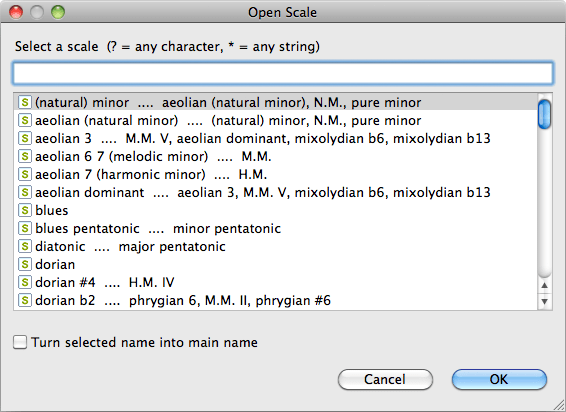 Open Scale
Select a scale  (? = any character, * = any string)
S (natural) minor  ....  aeolian (natural minor), N.M., pure minor
S aeolian (natural minor)  ....  (natural) minor, N.M., pure minor
S aeolian 3  ....  M.M. V, aeolian dominant, mixolydian b6, mixolydian b13
S aeolian 6 7 (melodic minor)  ....  M.M.
S aeolian 7 (harmonic minor)  ....  H.M.
S aeolian dominant  ....  aeolian 3, M.M. V, mixolydian b6, mixolydian b13
S blues
S blues pentatonic  ....  minor pentatonic
S diatonic  ....  major pentatonic
S dorian
S dorian #4  ....  H.M. IV
S dorian b2  ....  phrygian 6, M.M. II, phrygian #6
Turn selected name into main name
Cancel OK